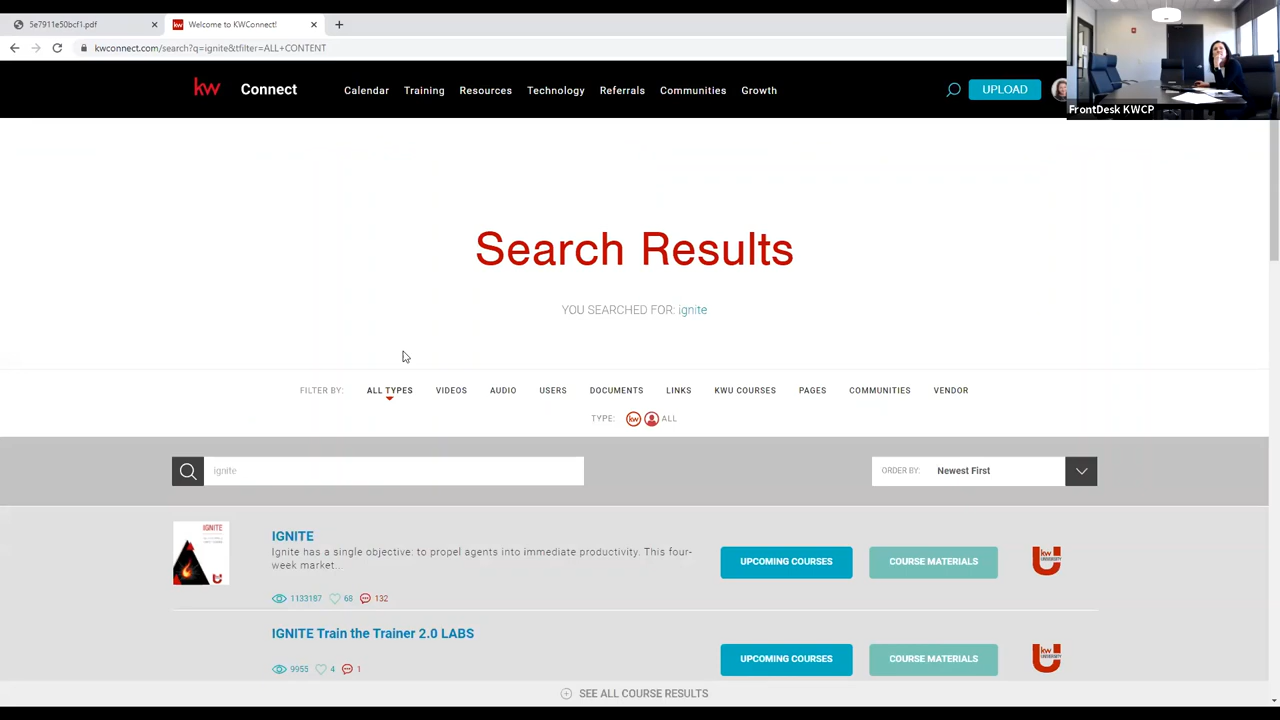 5e7911e50bcf1.pdf
Welcome to KWConnect!
kwconnect.com/search?q=ignite&tfilter=ALL+CONTENT
kw Connect Calendar Training Resources Technology Referrals Communities Growth UPLOAD
FrontDesk KWCP
Search Results
YOU SEARCHED FOR: ignite
FILTER BY: ALL TYPES VIDEOS AUDIO USERS DOCUMENTS LINKS KWU COURSES PAGES COMMUNITIES VENDOR
TYPE: kw ALL
ignite
ORDER BY: Newest First
IGNITE
IGNITE
Ignite has a single objective: to propel agents into immediate productivity. This four-
week market...
UPCOMING COURSES COURSE MATERIALS
kw
1133187 68 132
IGNITE Train the Trainer 2.0 LABS
UPCOMING COURSES COURSE MATERIALS
kw
9955 4 1
SEE ALL COURSE RESULTS